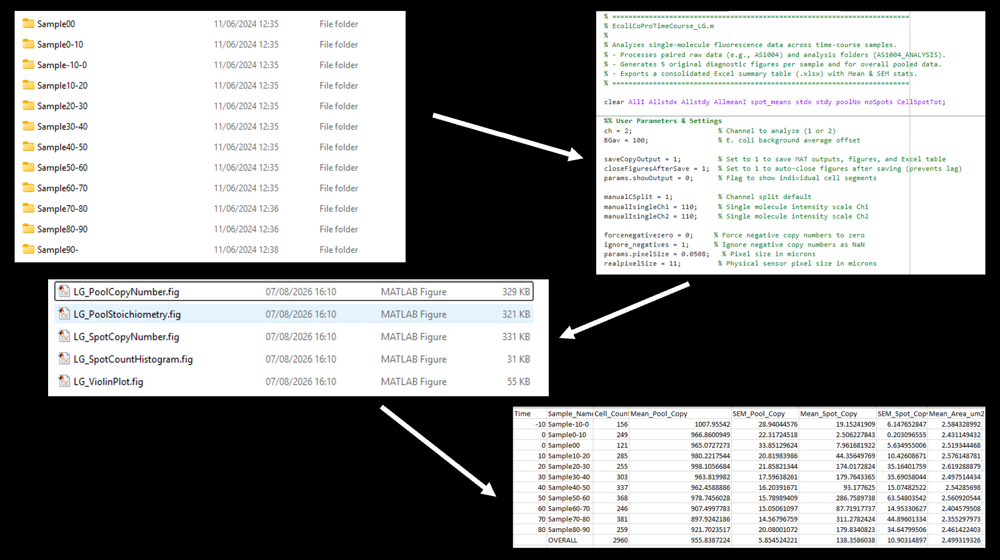 Sample00 11/06/2024 12:35 File folder
Sample0-10 11/06/2024 12:35 File folder
Sample-10-0 11/06/2024 12:35 File folder
Sample10-20 11/06/2024 12:35 File folder
Sample20-30 11/06/2024 12:35 File folder
Sample30-40 11/06/2024 12:35 File folder
Sample40-50 11/06/2024 12:35 File folder
Sample50-60 11/06/2024 12:35 File folder
Sample60-70 11/06/2024 12:35 File folder
Sample70-80 11/06/2024 12:36 File folder
Sample80-90 11/06/2024 12:36 File folder
Sample90- 11/06/2024 12:38 File folder
% =========================================================================
% EcoliCoProTimeCourse_LG.m
%
% Analyzes single-molecule fluorescence data across time-course samples.
% - Processes paired raw data (e.g., AS1004) and analysis folders (AS1004_ANALYSIS).
% - Generates 5 original diagnostic figures per sample and for overall pooled data.
% - Exports a consolidated Excel summary table (.xlsx) with Mean & SEM stats.
% =========================================================================
clear AllI Allstdx Allstdy AllmeanI spot_means stdx stdy poolNo noSpots CellSpotTot;
%% User Parameters & Settings
ch = 2; % Channel to analyze (1 or 2)
BGav = 100; % E. coli background average offset
saveCopyOutput = 1; % Set to 1 to save MAT outputs, figures, and Excel table
closeFiguresAfterSave = 1; % Set to 1 to auto-close figures after saving (prevents lag)
params.showOutput = 0; % Flag to show individual cell segments
manualCSplit = 1; % Channel split default
manualIsingleCh1 = 110; % Single molecule intensity scale Ch1
manualIsingleCh2 = 110; % Single molecule intensity scale Ch2
forcenegativezero = 0; % Force negative copy numbers to zero
ignore_negatives = 1; % Ignore negative copy numbers as NaN
params.pixelSize = 0.0508; % Pixel size in microns
realpixelSize = 11; % Physical sensor pixel size in microns
LG_PoolCopyNumber.fig 07/08/2026 16:10 MATLAB Figure 329 KB
LG_PoolStoichiometry.fig 07/08/2026 16:10 MATLAB Figure 321 KB
LG_SpotCopyNumber.fig 07/08/2026 16:10 MATLAB Figure 331 KB
LG_SpotCountHistogram.fig 07/08/2026 16:10 MATLAB Figure 31 KB
LG_ViolinPlot.fig 07/08/2026 16:10 MATLAB Figure 55 KB
Time Sample_Name Cell_Count Mean_Pool_Copy SEM_Pool_Copy Mean_Spot_Copy SEM_Spot_Copy Mean_Area_um2
-10 Sample-10-0 156 1007.95542 28.94044576 19.15241909 6.147652847 2.584328992
0 Sample0-10 249 966.8600949 22.31724518 2.506227843 0.203096555 2.431149432
0 Sample00 121 965.0727273 33.85129624 7.961681922 5.634955006 2.519344468
10 Sample10-20 285 980.2217544 20.81983986 44.35649769 10.42608671 2.576148781
20 Sample20-30 255 998.1056684 21.85821344 174.0172824 35.16401759 2.619288879
30 Sample30-40 303 963.819982 17.59638261 179.7643365 35.69058044 2.497514434
40 Sample40-50 337 962.4588886 16.20391671 93.177625 15.07482522 2.54285698
50 Sample50-60 368 978.7456028 15.78989409 286.7589738 63.54803542 2.560920544
60 Sample60-70 246 907.4997783 15.05061097 87.71917737 14.95330627 2.404579508
70 Sample70-80 381 897.9242186 14.56796759 311.2782424 44.89601334 2.355297973
80 Sample80-90 259 921.7023517 20.08001072 179.8340823 34.64799506 2.461422403
OVERALL 2960 955.8387224 5.854524221 138.3586038 10.90314897 2.499319326